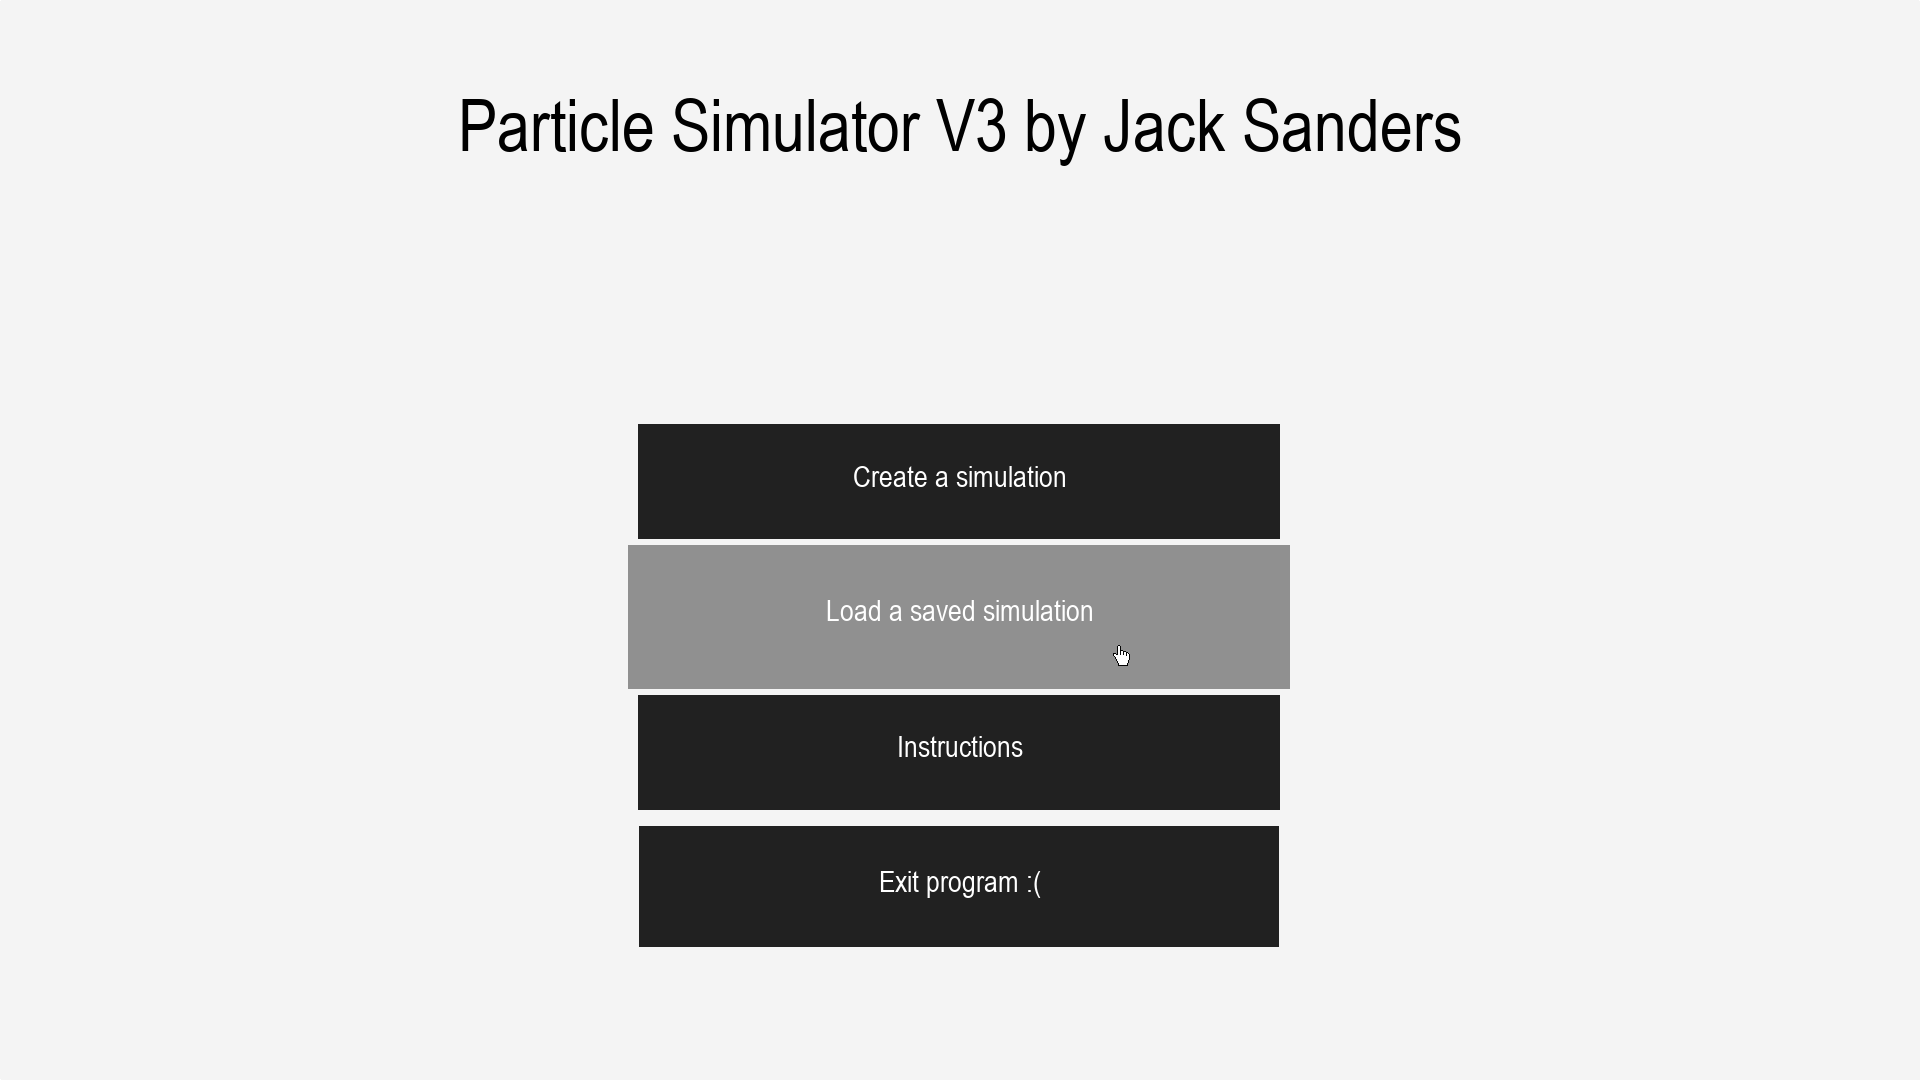 Particle Simulator V3 by Jack Sanders
Create a simulation
Load a saved simulation
Instructions
Exit program :(